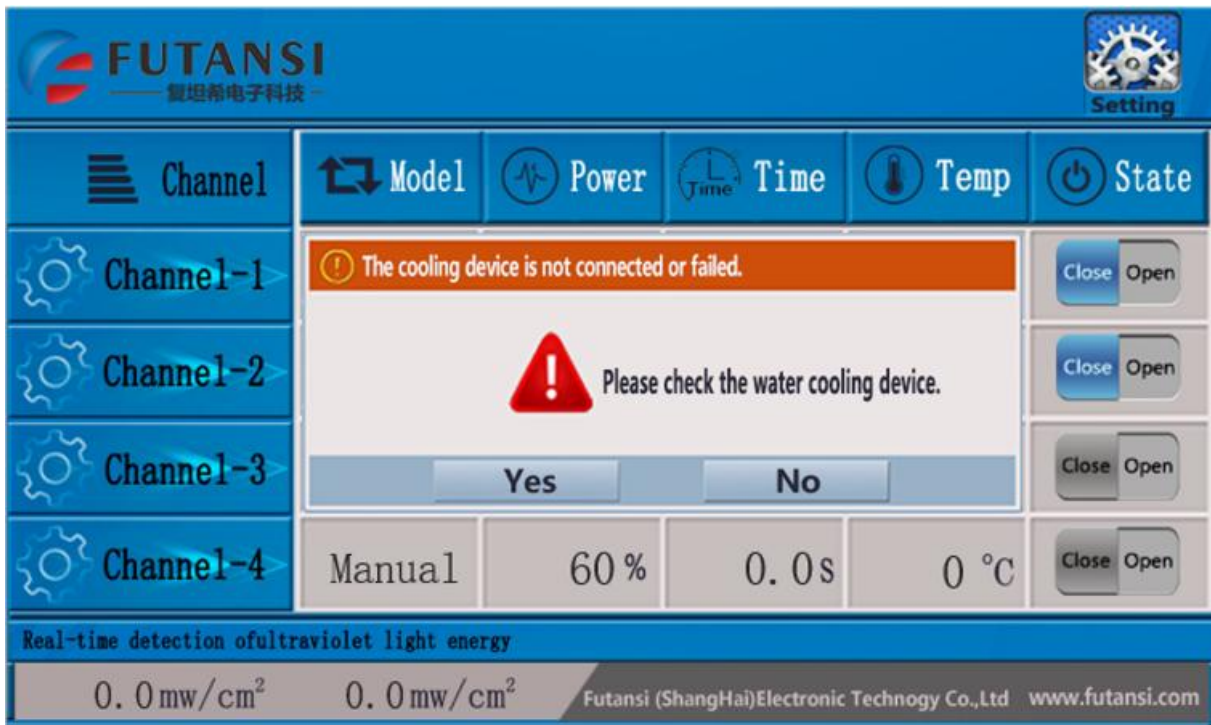 FUTANSI
复坦希电子科技
Setting
Channel Model Power Time Time Temp State
Channel-1 Close Open
The cooling device is not connected or failed.
Channel-2 Close Open
Please check the water cooling device.
Channel-3 Close Open
Yes No
Channel-4 Manual 60% 0.0s 0 ℃ Close Open
Real-time detection ofultraviolet light energy
0.0mw/cm² 0.0mw/cm² Futansi (ShangHai)Electronic Technogy Co.,Ltd www.futansi.com